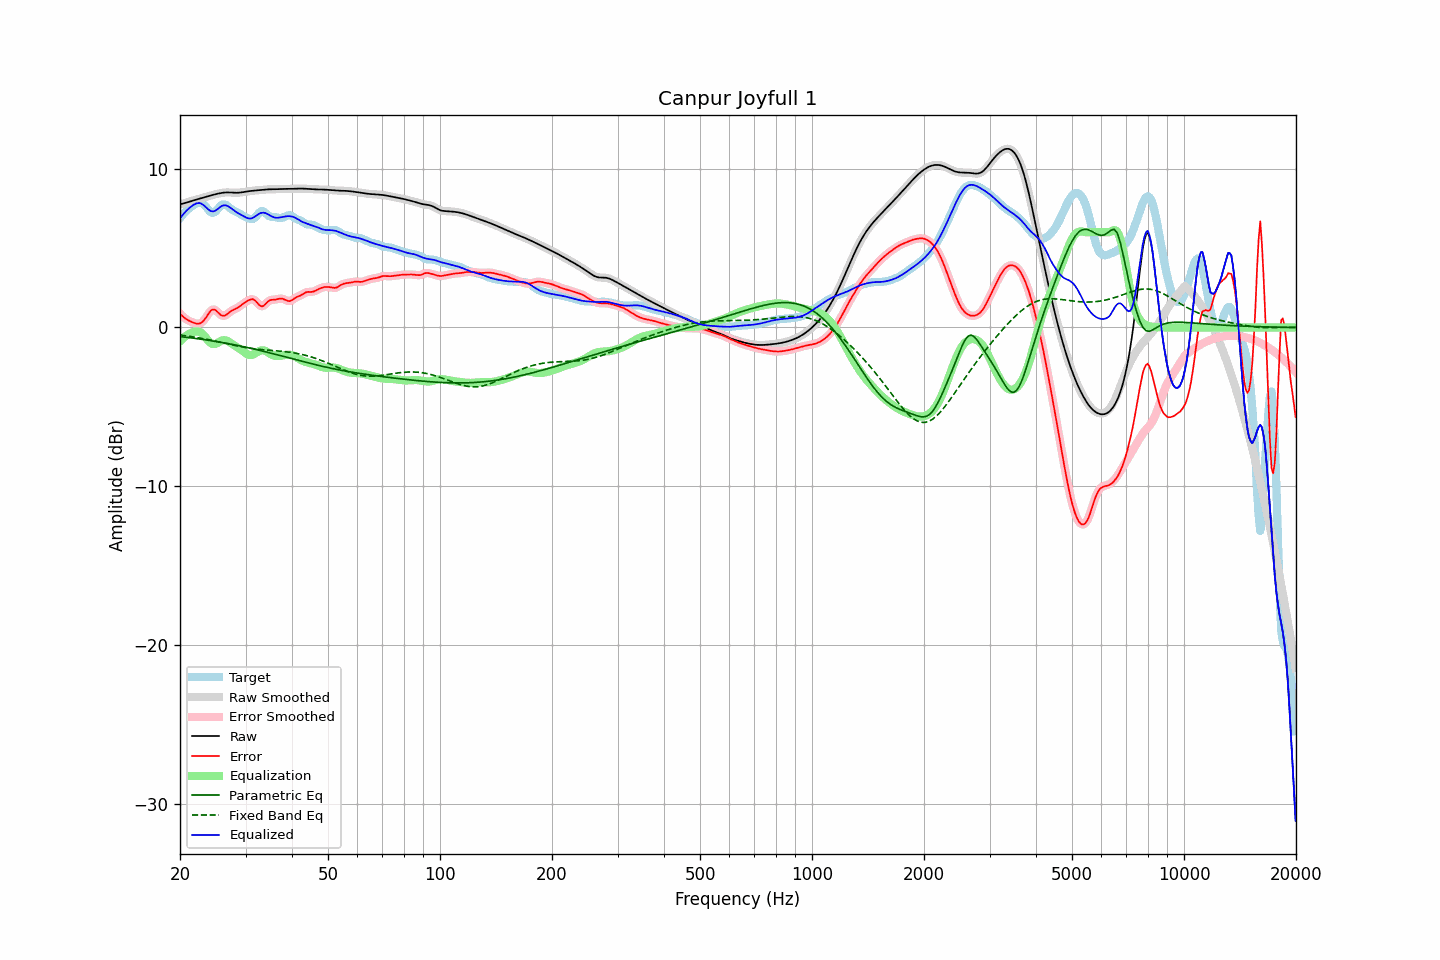 Canpur Joyfull 1
10
0
−10
−20
−30
Amplitude (dBr)
Target
Raw Smoothed
Error Smoothed
Raw
Error
Equalization
Parametric Eq
Fixed Band Eq
Equalized
20 50 100 200 500 1000 2000 5000 10000 20000
Frequency (Hz)